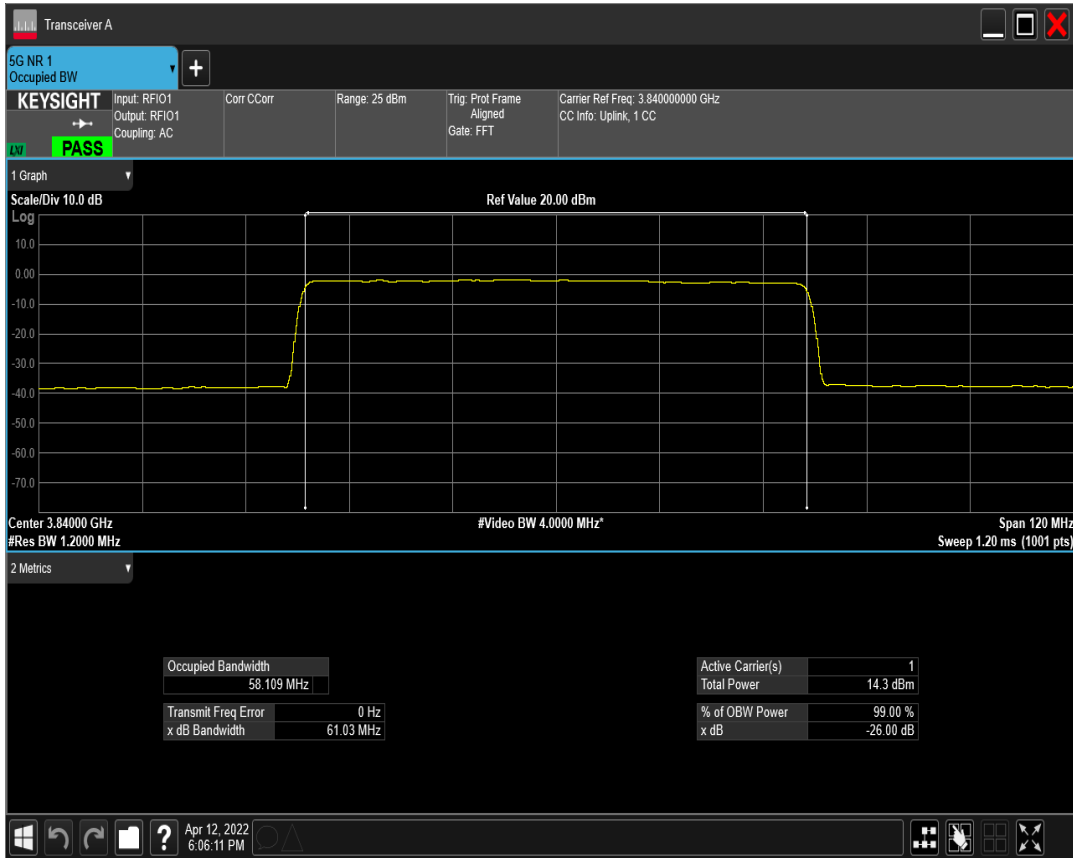 Transceiver A
5G NR 1
Occupied BW
+
KEYSIGHT
LXI
PASS
Input: RFIO1
Output: RFIO1
Coupling: AC
Corr CCorr
Range: 25 dBm
Trig: Prot Frame
Aligned
Gate: FFT
Carrier Ref Freq: 3.840000000 GHz
CC Info: Uplink, 1 CC
1 Graph
Scale/Div 10.0 dB
Ref Value 20.00 dBm
Log
10.0
0.00
-10.0
-20.0
-30.0
-40.0
-50.0
-60.0
-70.0
Center 3.84000 GHz
#Video BW 4.0000 MHz*
Span 120 MHz
#Res BW 1.2000 MHz
Sweep 1.20 ms (1001 pts)
2 Metrics
Occupied Bandwidth
58.109 MHz
Transmit Freq Error 0 Hz
x dB Bandwidth 61.03 MHz
Active Carrier(s) 1
Total Power 14.3 dBm
% of OBW Power 99.00 %
x dB -26.00 dB
?
Apr 12, 2022
6:06:11 PM